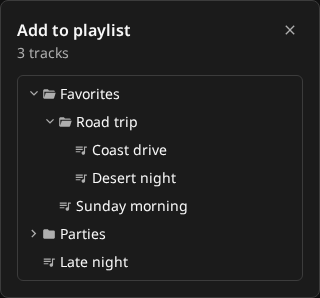 Add to playlist
3 tracks
Favorites
Road trip
Coast drive
Desert night
Sunday morning
Parties
Late night